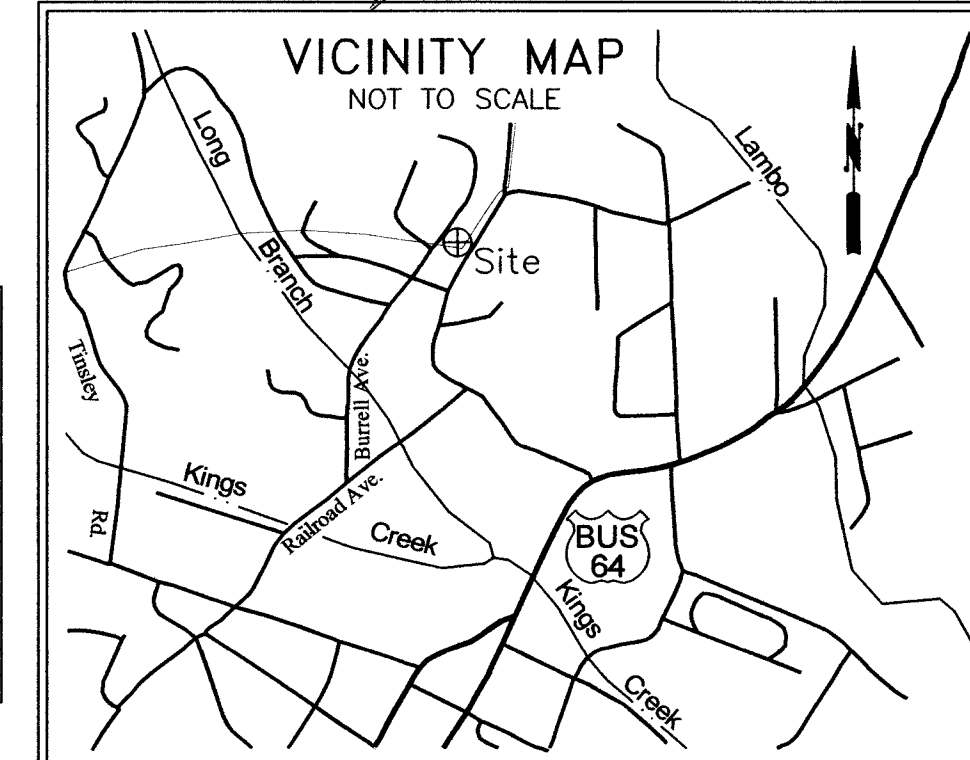 VICINITY MAP
NOT TO SCALE
N
Long
Branch
Lambo
Site
Tinsley
Rd.
Burrell Ave.
Railroad Ave.
Kings
Creek
BUS
64
Kings
Creek